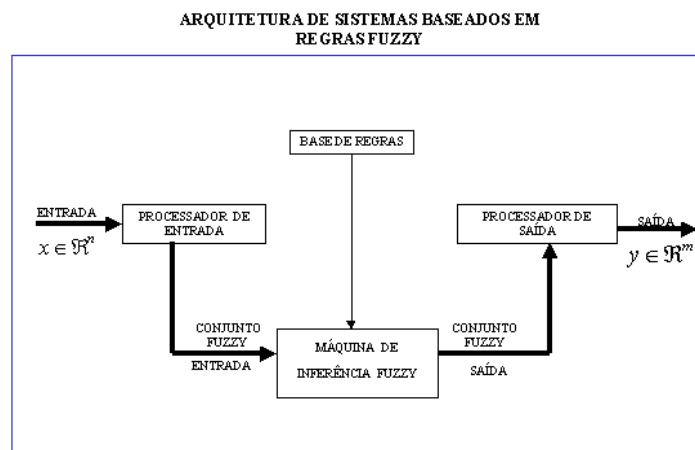 ARQUITETURA DE SISTEMAS BASEADOS EM
REGRAS FUZZY
BASE DE REGRAS
ENTRADA
x ∈ ℜⁿ
PROCESSADOR DE
ENTRADA
PROCESSADOR DE
SAÍDA
SAÍDA
y ∈ ℜᵐ
CONJUNTO
FUZZY
ENTRADA
MÁQUINA DE
INFERÊNCIA FUZZY
CONJUNTO
FUZZY
SAÍDA